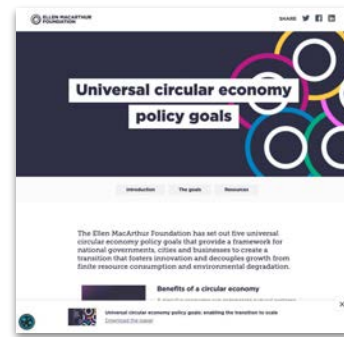 ELLEN MACARTHUR
FOUNDATION
SHARE
Universal circular economy
policy goals
Introduction
The goals
Resources
The Ellen MacArthur Foundation has set out five universal
circular economy policy goals that provide a framework for
national governments, cities and businesses to create a
transition that fosters innovation and decouples growth from
finite resource consumption and environmental degradation.
Benefits of a circular economy
Universal circular economy policy goals: enabling the transition to scale
Download the paper